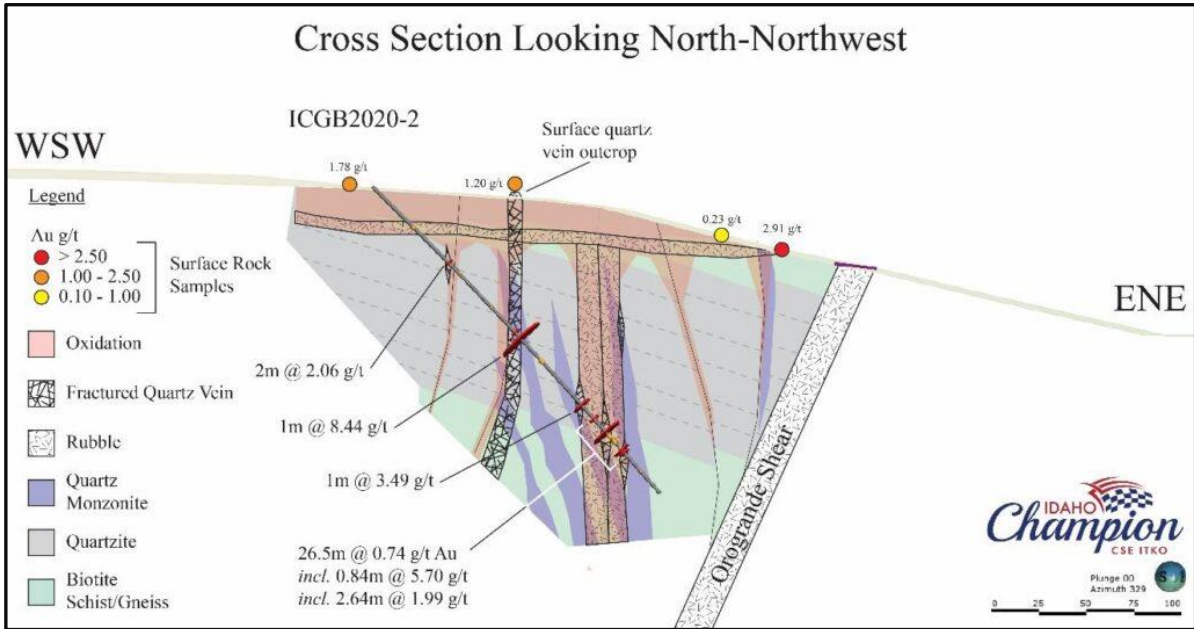 Cross Section Looking North-Northwest
ICGB2020-2
WSW
Surface quartz
vein outcrop
1.78 g/t
1.20 g/t
0.23 g/t
2.91 g/t
ENE
Legend
Au g/t
> 2.50
1.00 - 2.50
0.10 - 1.00
Surface Rock
Samples
Oxidation
Fractured Quartz Vein
Rubble
Quartz
Monzonite
Quartzite
Biotite
Schist/Gneiss
2m @ 2.06 g/t
1m @ 8.44 g/t
1m @ 3.49 g/t
26.5m @ 0.74 g/t Au
incl. 0.84m @ 5.70 g/t
incl. 2.64m @ 1.99 g/t
Orogrande Shear
IDAHO
Champion
CSE ITKO
Plunge 00
Azimuth 329
0 25 50 75 100